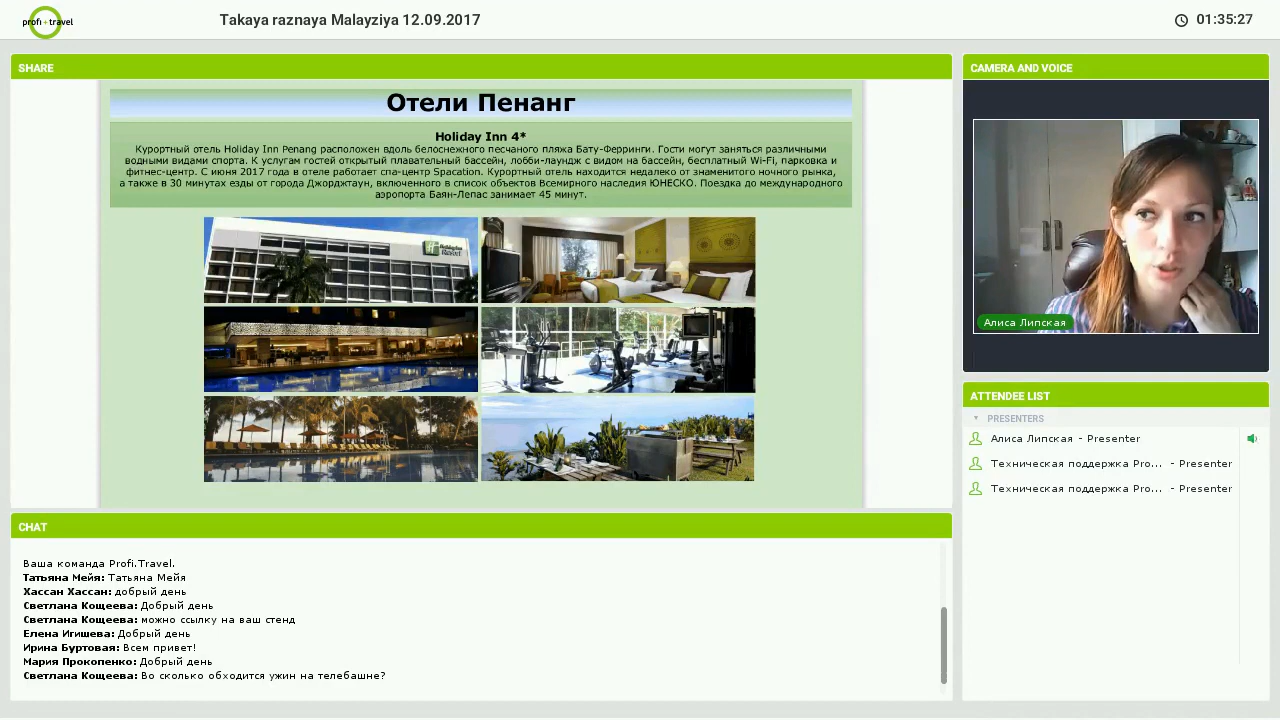 profi travel
Takaya raznaya Malayziya 12.09.2017
01:35:27
SHARE
Отели Пенанг
Holiday Inn 4*
Курортный отель Holiday Inn Penang расположен вдоль белоснежного песчаного пляжа Бату-Ферринги. Гости могут заняться различными
водными видами спорта. К услугам гостей открытый плавательный бассейн, лобби-лаундж с видом на бассейн, бесплатный Wi-Fi, парковка и
фитнес-центр. С июня 2017 года в отеле работает спа-центр Spacation. Курортный отель находится недалеко от знаменитого ночного рынка,
а также в 30 минутах езды от города Джорджтаун, включенного в список объектов Всемирного наследия ЮНЕСКО. Поездка до международного
аэропорта Баян-Лепас занимает 45 минут.
CAMERA AND VOICE
Алиса Липская
ATTENDEE LIST
PRESENTERS
Алиса Липская - Presenter
Техническая поддержка Pro... - Presenter
Техническая поддержка Pro... - Presenter
CHAT
Ваша команда Profi.Travel.
Татьяна Мейя: Татьяна Мейя
Хассан Хассан: добрый день
Светлана Кощеева: Добрый день
Светлана Кощеева: можно ссылку на ваш стенд
Елена Игишева: Добрый день
Ирина Буртовая: Всем привет!
Мария Прокопенко: Добрый день
Светлана Кощеева: Во сколько обходится ужин на телебашне?